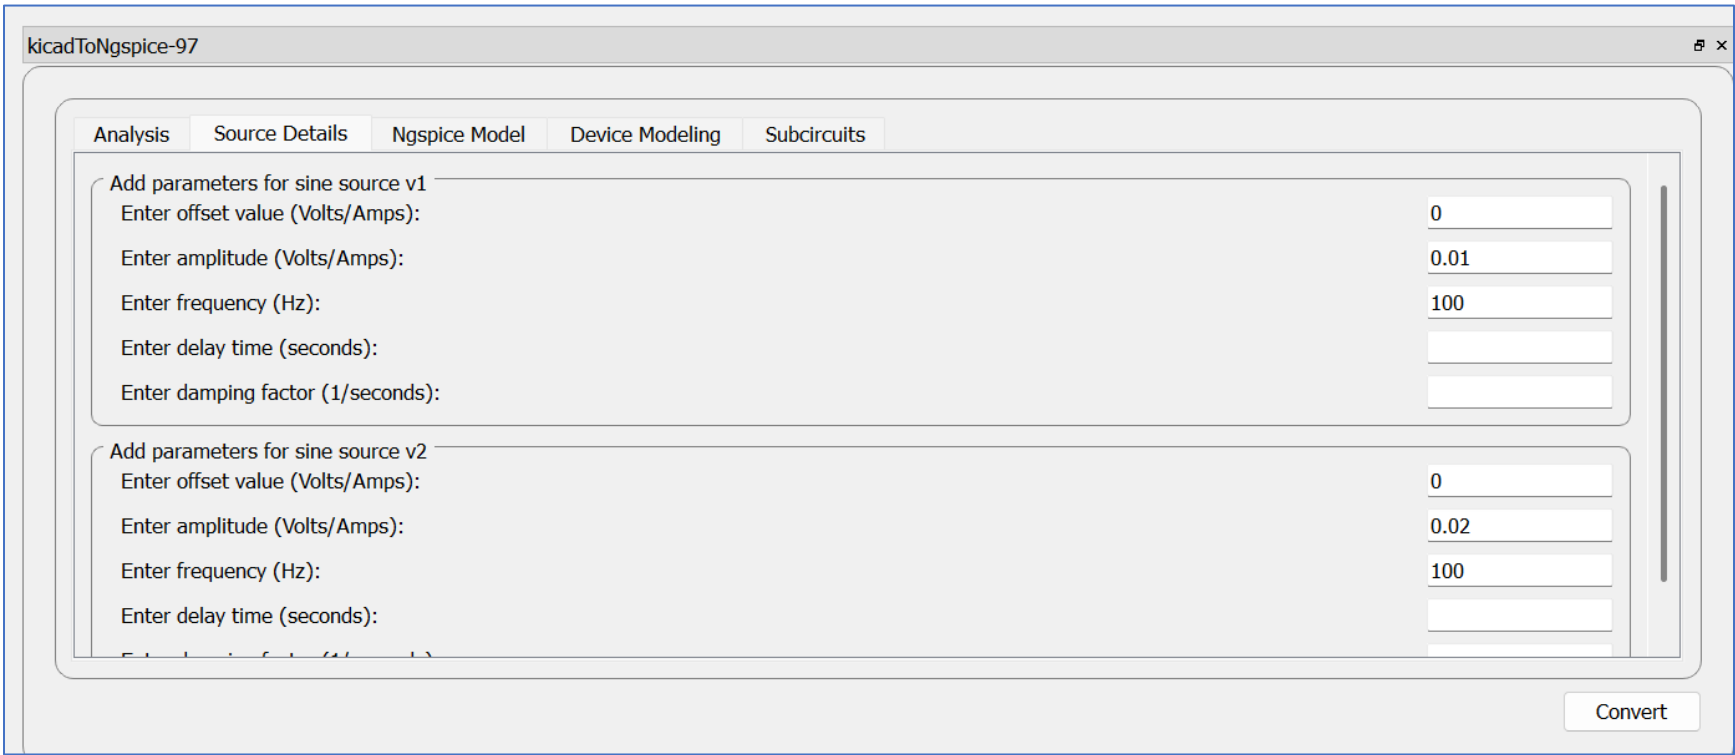 kicadToNgspice-97
Analysis Source Details Ngspice Model Device Modeling Subcircuits
Add parameters for sine source v1
Enter offset value (Volts/Amps): 0
Enter amplitude (Volts/Amps): 0.01
Enter frequency (Hz): 100
Enter delay time (seconds):
Enter damping factor (1/seconds):
Add parameters for sine source v2
Enter offset value (Volts/Amps): 0
Enter amplitude (Volts/Amps): 0.02
Enter frequency (Hz): 100
Enter delay time (seconds):
Convert